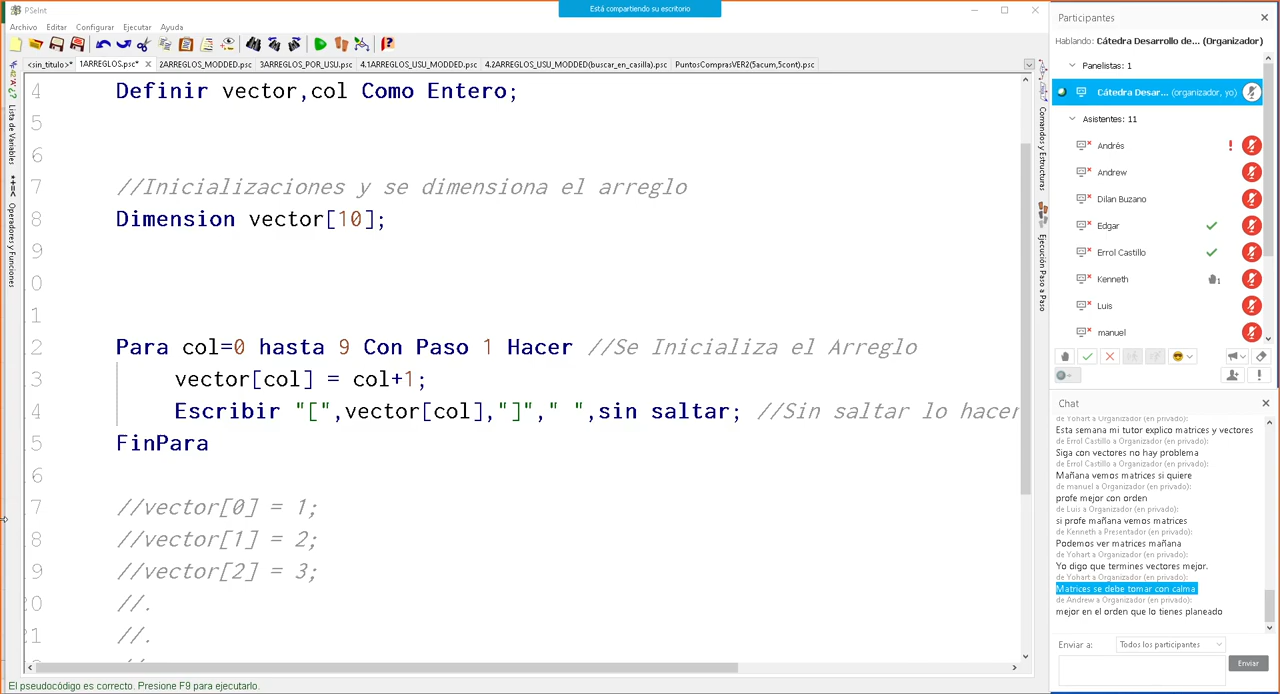 PSeInt
Está compartiendo su escritorio
Archivo Editar Configurar Ejecutar Ayuda
<sin_titulo>* 1ARREGLOS.psc* 2ARREGLOS_MODDED.psc 3ARREGLOS_POR_USU.psc 4.1ARREGLOS_USU_MODDED.psc 4.2ARREGLOS_USU_MODDED(buscar_en_casilla).psc PuntosComprasVER2(5acum,5cont).psc
Lista de Variables
Operadores y Funciones
4 Definir vector,col Como Entero;
5
6
7 //Inicializaciones y se dimensiona el arreglo
8 Dimension vector[10];
9
0
1
2 Para col=0 hasta 9 Con Paso 1 Hacer //Se Inicializa el Arreglo
3 vector[col] = col+1;
4 Escribir "[",vector[col],"]"," ",sin saltar; //Sin saltar lo hacer
5 FinPara
6
7 //vector[0] = 1;
8 //vector[1] = 2;
9 //vector[2] = 3;
20 //.
21 //.
El pseudocódigo es correcto. Presione F9 para ejecutarlo.
Comandos y Estructuras
Ejecución Paso a Paso
Participantes
Hablando: Cátedra Desarrollo de... (Organizador)
Panelistas: 1
Cátedra Desar... (organizador, yo)
Asistentes: 11
Andrés
Andrew
Dilan Buzano
Edgar
Errol Castillo
Kenneth 1
Luis
manuel
Chat
de Yohart a Organizador (en privado):
Esta semana mi tutor explico matrices y vectores
de Errol Castillo a Organizador (en privado):
Siga con vectores no hay problema
de Errol Castillo a Organizador (en privado):
Mañana vemos matrices si quiere
de manuel a Organizador (en privado):
profe mejor con orden
de Luis a Organizador (en privado):
si profe mañana vemos matrices
de Kenneth a Presentador (en privado):
Podemos ver matrices mañana
de Yohart a Organizador (en privado):
Yo digo que termines vectores mejor.
de Yohart a Organizador (en privado):
Matrices se debe tomar con calma
de Andrew a Organizador (en privado):
mejor en el orden que lo tienes planeado
Enviar a: Todos los participantes
Enviar